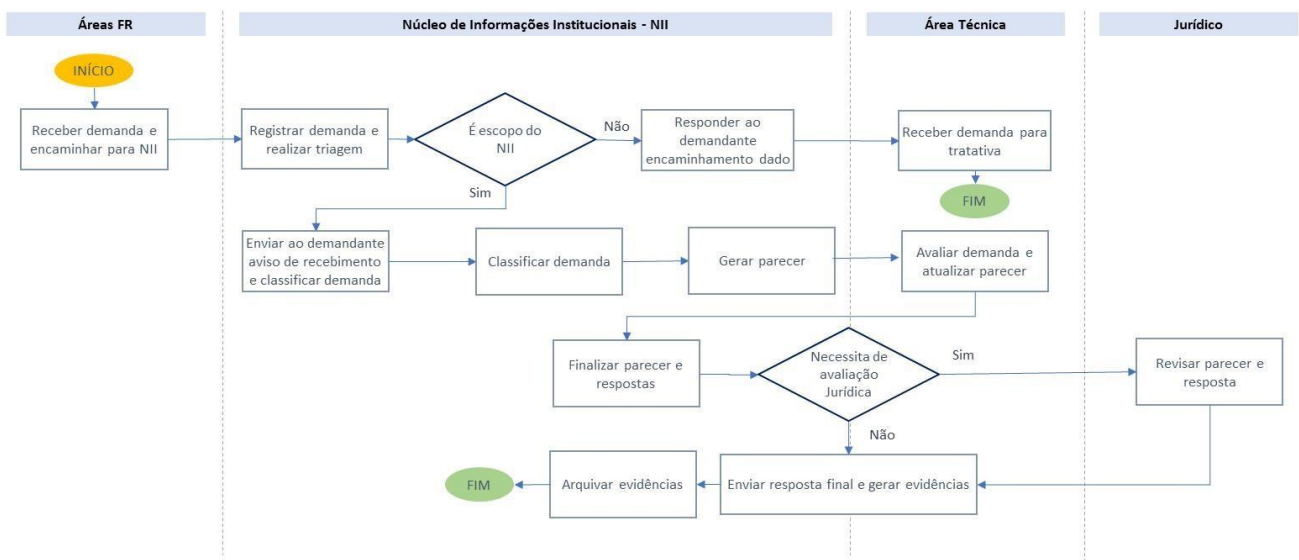 Áreas FR
Núcleo de Informações Institucionais - NII
Área Técnica
Jurídico
INÍCIO
Receber demanda e
encaminhar para NII
Registrar demanda e
realizar triagem
É escopo do
NII
Não
Responder ao
demandante
encaminhamento dado
Receber demanda para
tratativa
Sim
FIM
Enviar ao demandante
aviso de recebimento
e classificar demanda
Classificar demanda
Gerar parecer
Avaliar demanda e
atualizar parecer
Finalizar parecer e
respostas
Necessita de
avaliação
Jurídica
Sim
Revisar parecer e
resposta
Não
FIM
Arquivar evidências
Enviar resposta final e gerar evidências